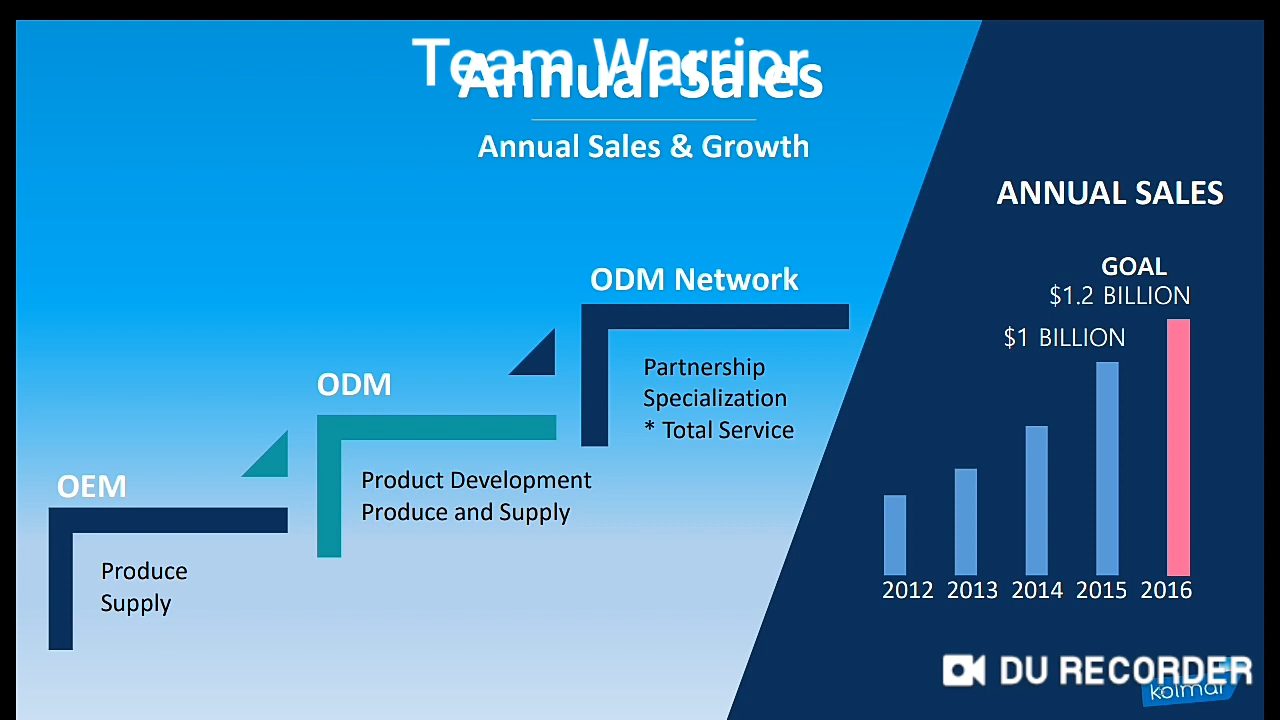 Team Warrior
Annual Sales
Annual Sales & Growth
ANNUAL SALES
GOAL
$1.2 BILLION
$1 BILLION
ODM Network
Partnership
Specialization
* Total Service
ODM
Product Development
Produce and Supply
OEM
Produce
Supply
2012 2013 2014 2015 2016
DU RECORDER
kolmar